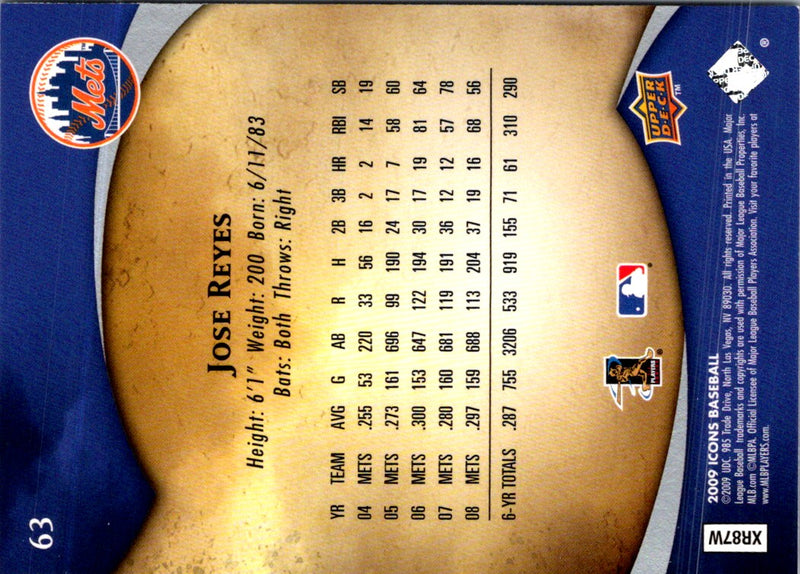 63
Mets
JOSE REYES
Height: 6'1" Weight: 200 Born: 6/11/83
Bats: Both Throws: Right
YR TEAM AVG G AB R H 2B 3B HR RBI SB
04 METS .255 53 220 33 56 16 2 2 14 19
05 METS .273 161 696 99 190 24 17 7 58 60
06 METS .300 153 647 122 194 30 17 19 81 64
07 METS .280 160 681 119 191 36 12 12 57 78
08 METS .297 159 688 113 204 37 19 16 68 56
6-YR TOTALS .287 755 3206 533 919 155 71 61 310 290
PLAYERS
UPPER
DECK
™
®
2009 ICONS BASEBALL
©2009 UDC. 985 Trade Drive, North Las Vegas, NV 89030. All rights reserved. Printed in the USA. Major
League Baseball trademarks and copyrights are used with permission of Major League Baseball Properties, Inc.
MLB.com ©MLBPA. Official Licensee of Major League Baseball Players Association. Visit your favorite players at
www.MLBPLAYERS.com.
XR87W